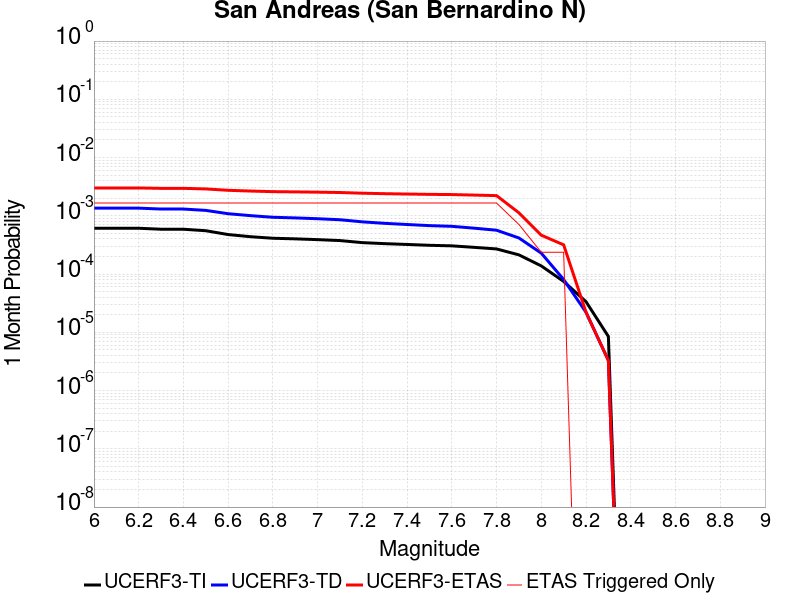 San Andreas (San Bernardino N)
10^0
10^-1
10^-2
10^-3
10^-4
10^-5
10^-6
10^-7
10^-8
1 Month Probability
6 6.2 6.4 6.6 6.8 7 7.2 7.4 7.6 7.8 8 8.2 8.4 8.6 8.8 9
Magnitude
UCERF3-TI UCERF3-TD UCERF3-ETAS ETAS Triggered Only